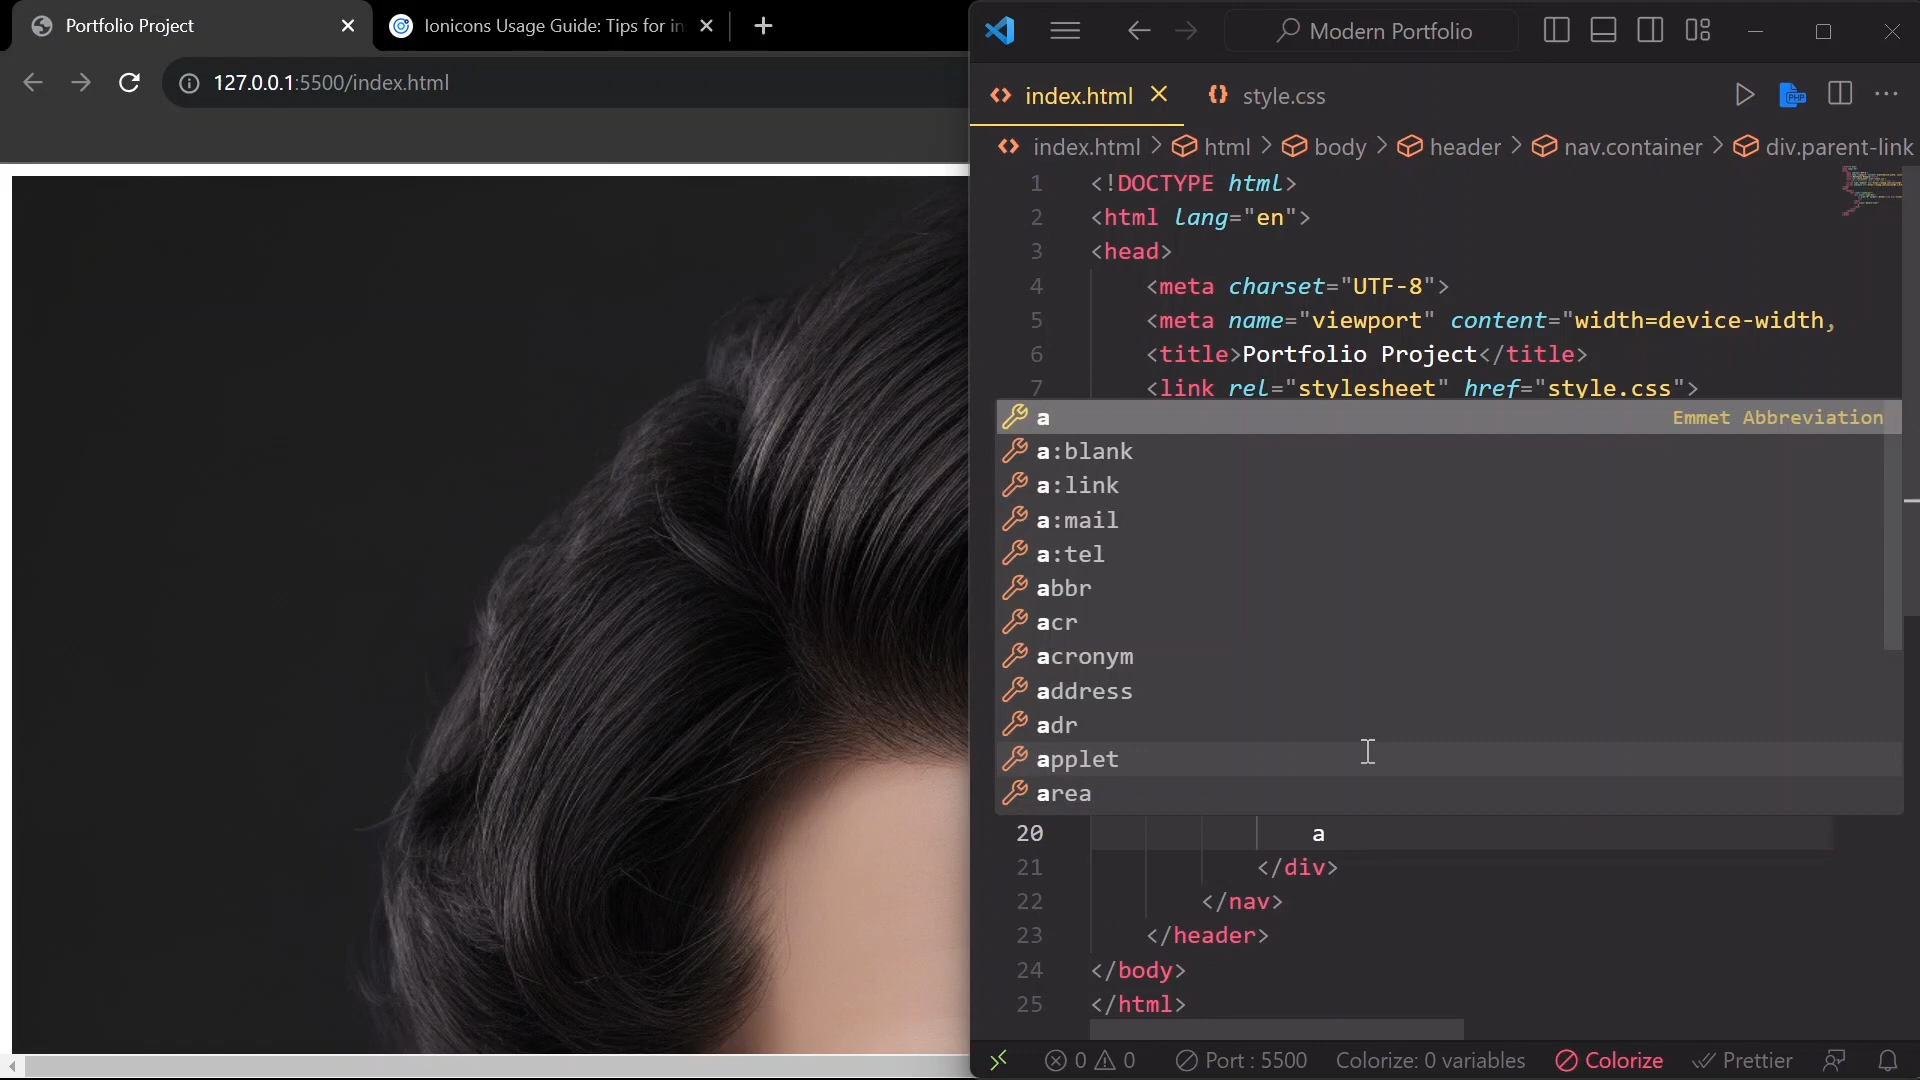 Portfolio Project
Ionicons Usage Guide: Tips for in
127.0.0.1:5500/index.html
Modern Portfolio
index.html
style.css
index.html > html > body > header > nav.container > div.parent-link
1 <!DOCTYPE html>
2 <html lang="en">
3 <head>
4 <meta charset="UTF-8">
5 <meta name="viewport" content="width=device-width,
6 <title>Portfolio Project</title>
7 <link rel="stylesheet" href="style.css">
a Emmet Abbreviation
a:blank
a:link
a:mail
a:tel
abbr
acr
acronym
address
adr
applet
area
20 a
21 </div>
22 </nav>
23 </header>
24 </body>
25 </html>
0 0 Port : 5500 Colorize: 0 variables Colorize Prettier